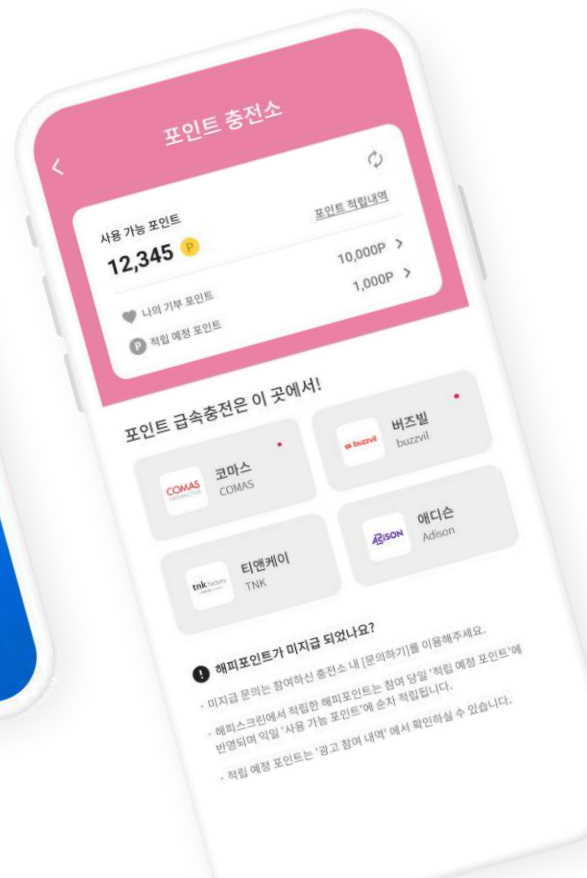 포인트 충전소
사용 가능 포인트
12,345 P
포인트 적립내역
나의 기부 포인트 10,000P
P 적립 예정 포인트 1,000P
포인트 급속충전은 이 곳에서!
COMAS
INTERACTIVE
코마스
COMAS
buzzvil
버즈빌
buzzvil
tnk factory
티앤케이
TNK
ADISON
애디슨
Adison
해피포인트가 미지급 되었나요?
· 미지급 문의는 참여하신 충전소 내 [문의하기]를 이용해주세요.
· 해피스크린에서 적립한 해피포인트는 참여 당일 '적립 예정 포인트'에
반영되며 익일 '사용 가능 포인트'에 순차 적립됩니다.
· 적립 예정 포인트는 '광고 참여 내역' 에서 확인하실 수 있습니다.